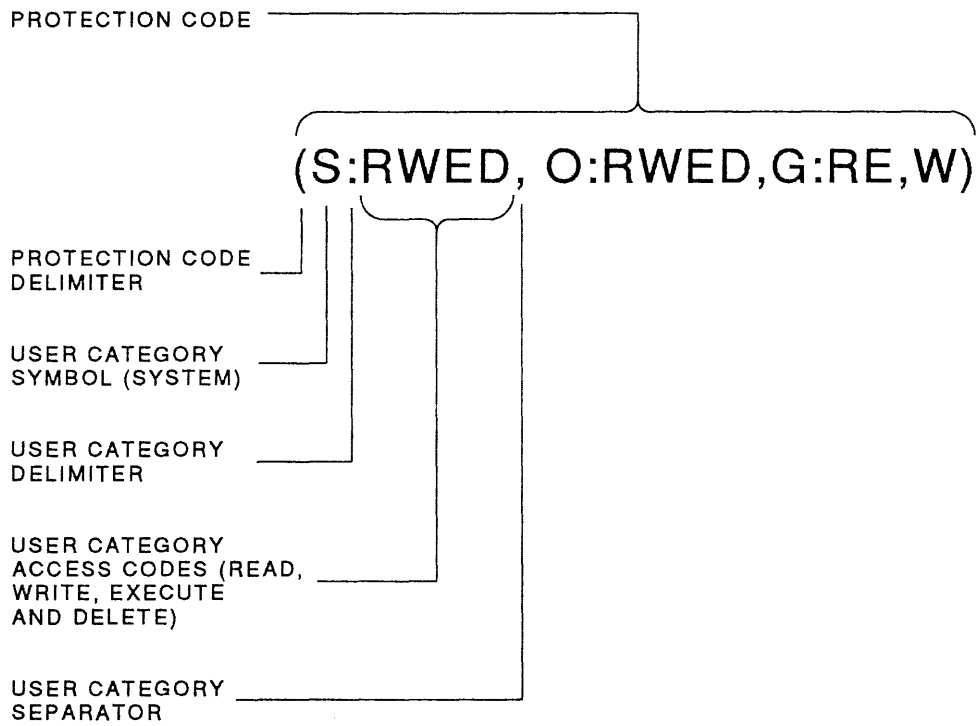 PROTECTION CODE
(S:RWED, O:RWED,G:RE,W)
PROTECTION CODE
DELIMITER
USER CATEGORY
SYMBOL (SYSTEM)
USER CATEGORY
DELIMITER
USER CATEGORY
ACCESS CODES (READ,
WRITE, EXECUTE
AND DELETE)
USER CATEGORY
SEPARATOR